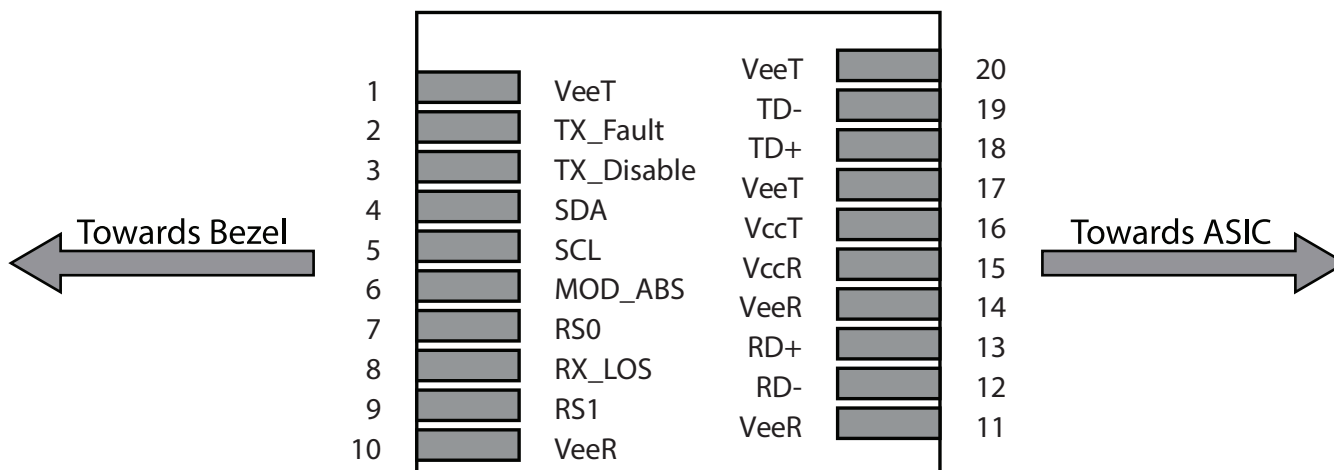 1 VeeT
2 TX_Fault
3 TX_Disable
4 SDA
5 SCL
6 MOD_ABS
7 RS0
8 RX_LOS
9 RS1
10 VeeR
Towards Bezel
VeeT 20
TD- 19
TD+ 18
VeeT 17
VccT 16
VccR 15
VeeR 14
RD+ 13
RD- 12
VeeR 11
Towards ASIC